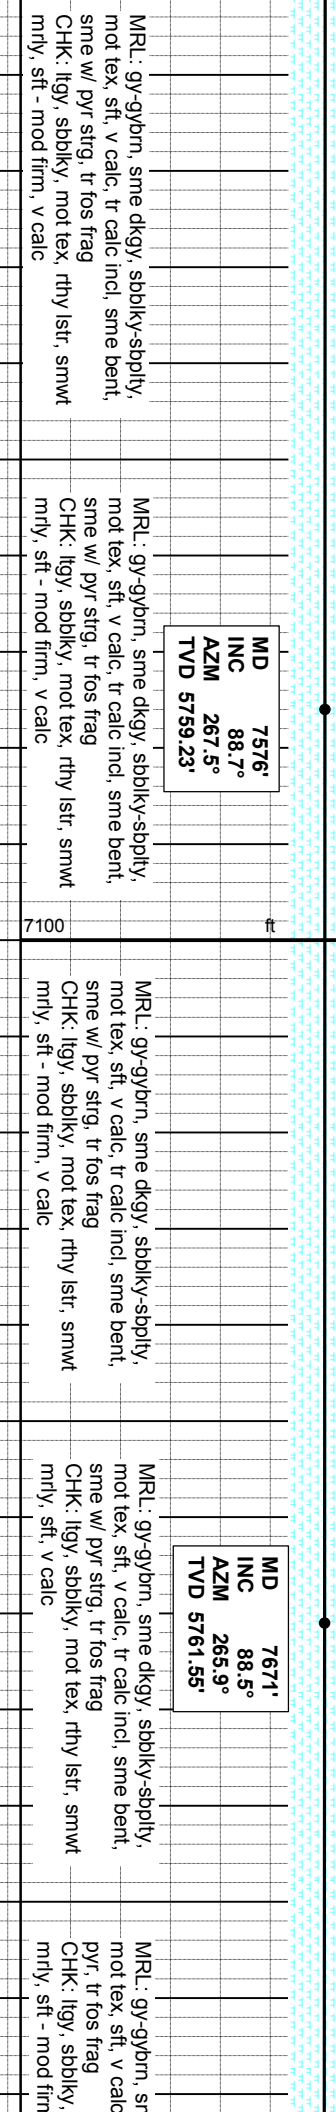 MRL: gy-gybrn, sme dkgy, sbblky-sbplty,
mot tex, sft, v calc, tr calc incl, sme bent,
sme w/ pyr strg, tr fos frag
CHK: ltgy, sbblky, mot tex, rthy lstr, smwt
mrly, sft - mod firm, v calc
MD 7576'
INC 88.7°
AZM 267.5°
TVD 5759.23'
MRL: gy-gybrn, sme dkgy, sbblky-sbplty,
mot tex, sft, v calc, tr calc incl, sme bent,
sme w/ pyr strg, tr fos frag
CHK: ltgy, sbblky, mot tex, rthy lstr, smwt
mrly, sft - mod firm, v calc
7100 ft
MRL: gy-gybrn, sme dkgy, sbblky-sbplty,
mot tex, sft, v calc, tr calc incl, sme bent,
sme w/ pyr strg, tr fos frag
CHK: ltgy, sbblky, mot tex, rthy lstr, smwt
mrly, sft - mod firm, v calc
MD 7671'
INC 88.5°
AZM 265.9°
TVD 5761.55'
MRL: gy-gybrn, sme dkgy, sbblky-sbplty,
mot tex, sft, v calc, tr calc incl, sme bent,
sme w/ pyr strg, tr fos frag
CHK: ltgy, sbblky, mot tex, rthy lstr, smwt
mrly, sft, v calc
MRL: gy-gybrn,
mot tex, sft, v calc
pyr, tr fos frag
CHK: ltgy, sbblky,
mrly, sft - mod